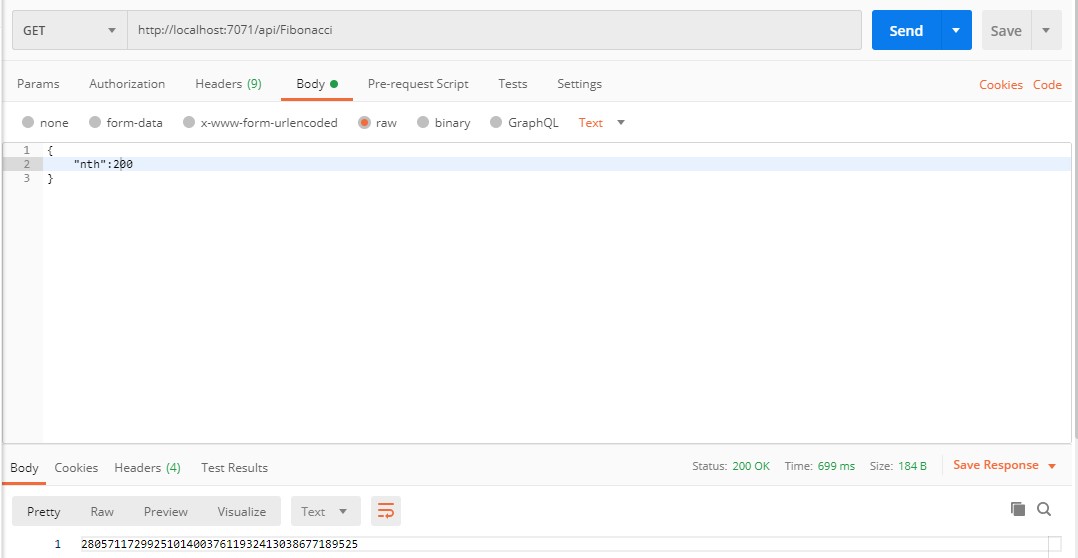 GET http://localhost:7071/api/Fibonacci Send Save
Params Authorization Headers (9) Body Pre-request Script Tests Settings Cookies Code
none form-data x-www-form-urlencoded raw binary GraphQL Text
1 {
2 "nth":200
3 }
Body Cookies Headers (4) Test Results Status: 200 OK Time: 699 ms Size: 184 B Save Response
Pretty Raw Preview Visualize Text
1 280571172992510140037611932413038677189525